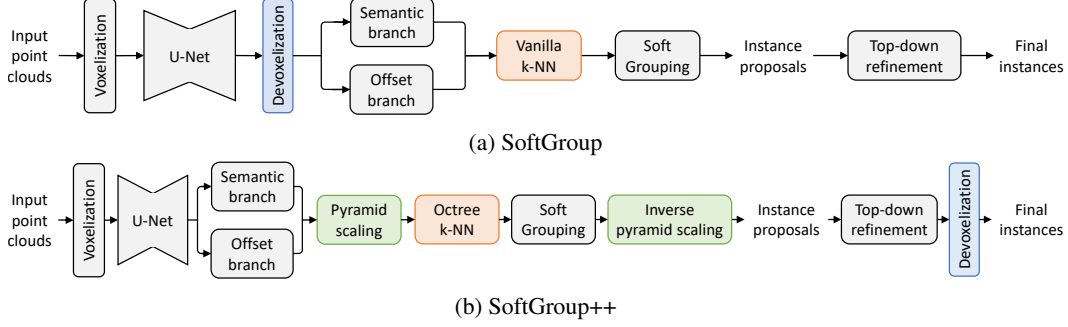 Input
point
clouds
Voxelization
U-Net
Devoxelization
Semantic
branch
Offset
branch
Vanilla
k-NN
Soft
Grouping
Instance
proposals
Top-down
refinement
Final
instances
(a) SoftGroup
Input
point
clouds
Voxelization
U-Net
Semantic
branch
Offset
branch
Pyramid
scaling
Octree
k-NN
Soft
Grouping
Inverse
pyramid scaling
Instance
proposals
Top-down
refinement
Devoxelization
Final
instances
(b) SoftGroup++